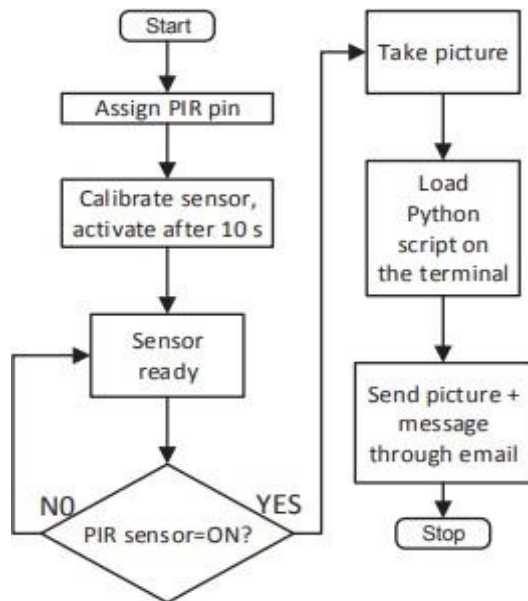 Start
Assign PIR pin
Calibrate sensor,
activate after 10 s
Sensor
ready
NO
YES
PIR sensor=ON?
Take picture
Load
Python
script on
the terminal
Send picture +
message
through email
Stop